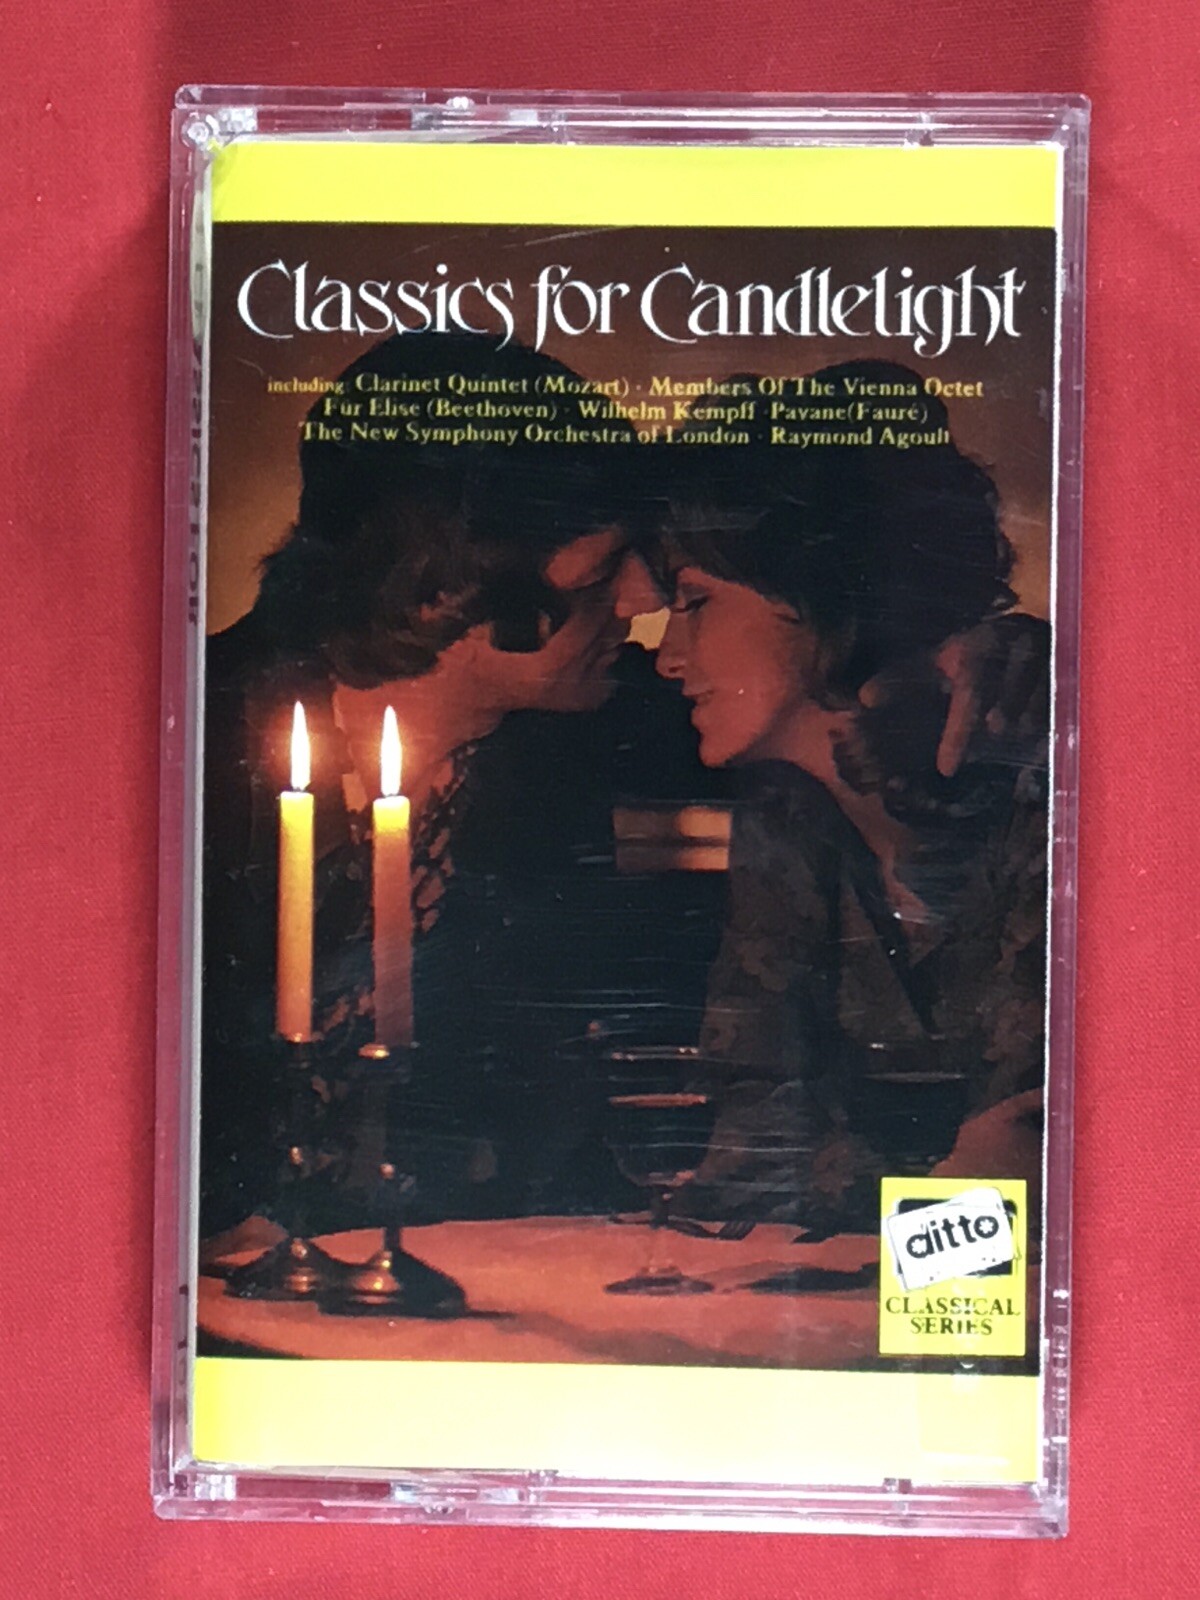 Classics for Candlelight
including: Clarinet Quintet (Mozart) · Members Of The Vienna Octet
Für Elise (Beethoven) · Wilhelm Kempff · Pavane (Fauré)
The New Symphony Orchestra of London · Raymond Agoult
ditto
CLASSICAL
SERIES